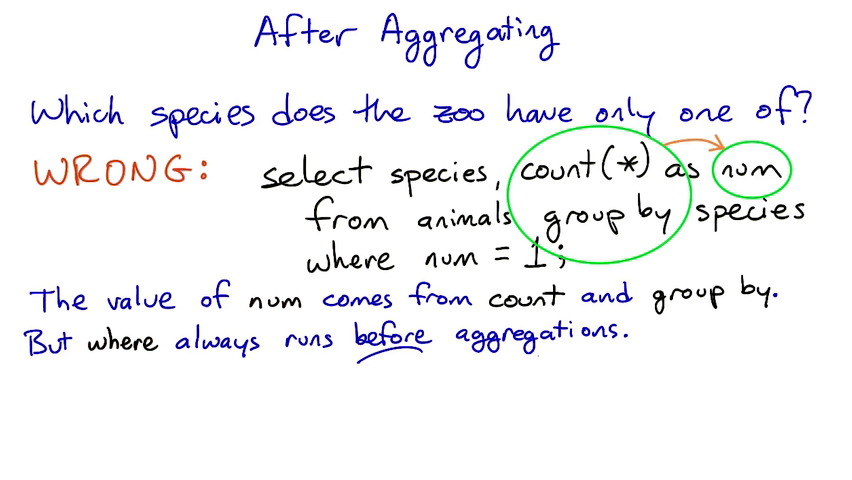 After Aggregating
Which species does the zoo have only one of?
WRONG: select species, count(*) as num
from animals group by species
where num = 1;
The value of num comes from count and group by.
But where always runs before aggregations.